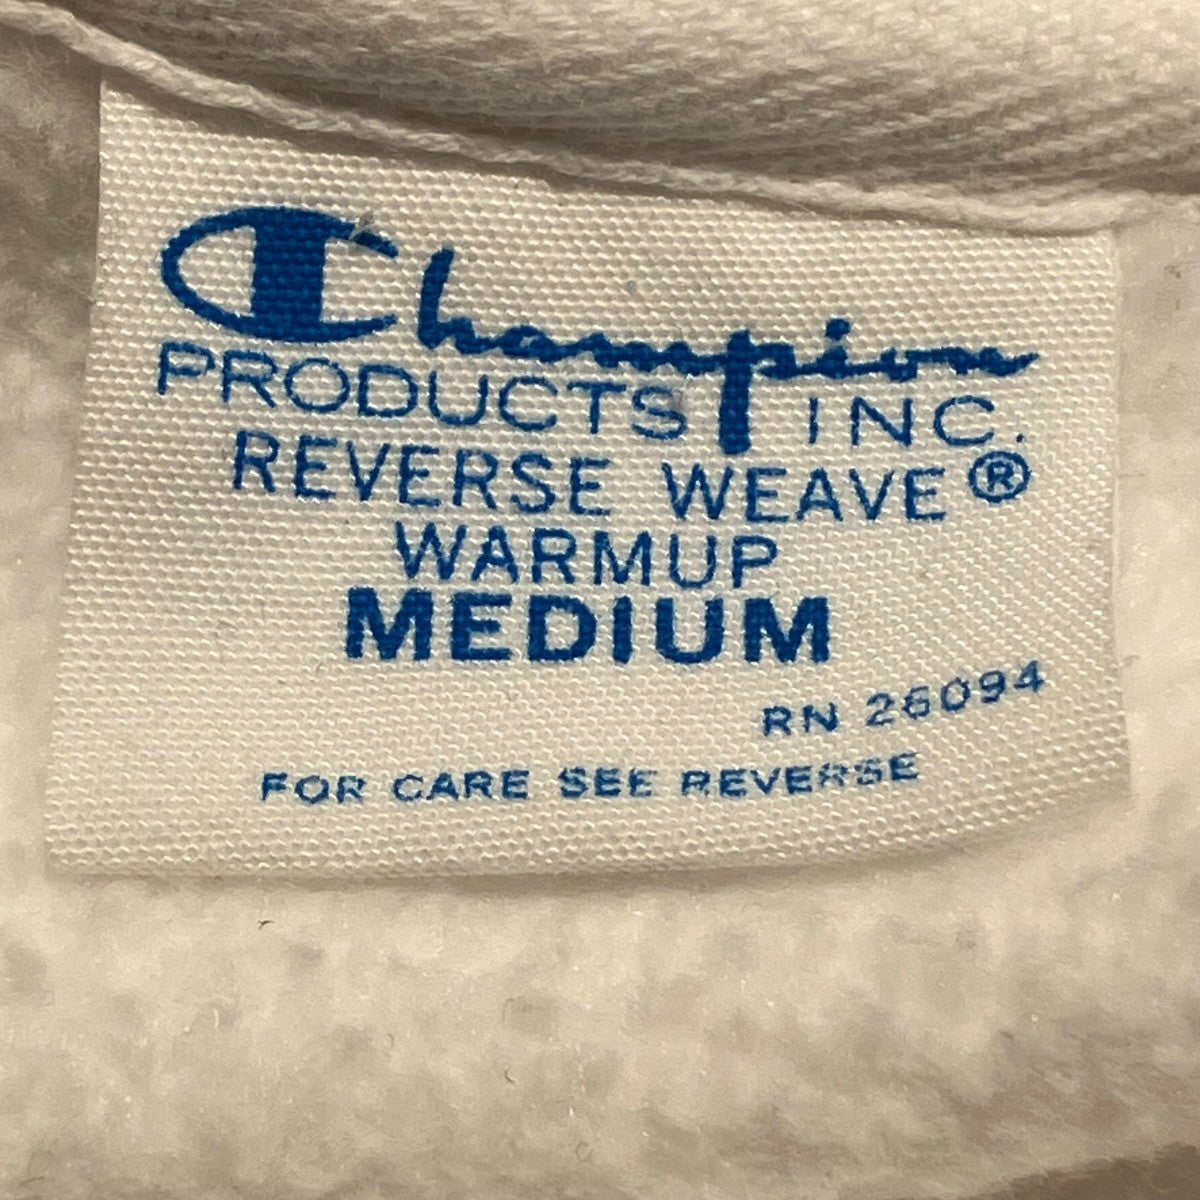 Champion
PRODUCTS INC.
REVERSE WEAVE®
WARMUP
MEDIUM
RN 26094
FOR CARE SEE REVERSE